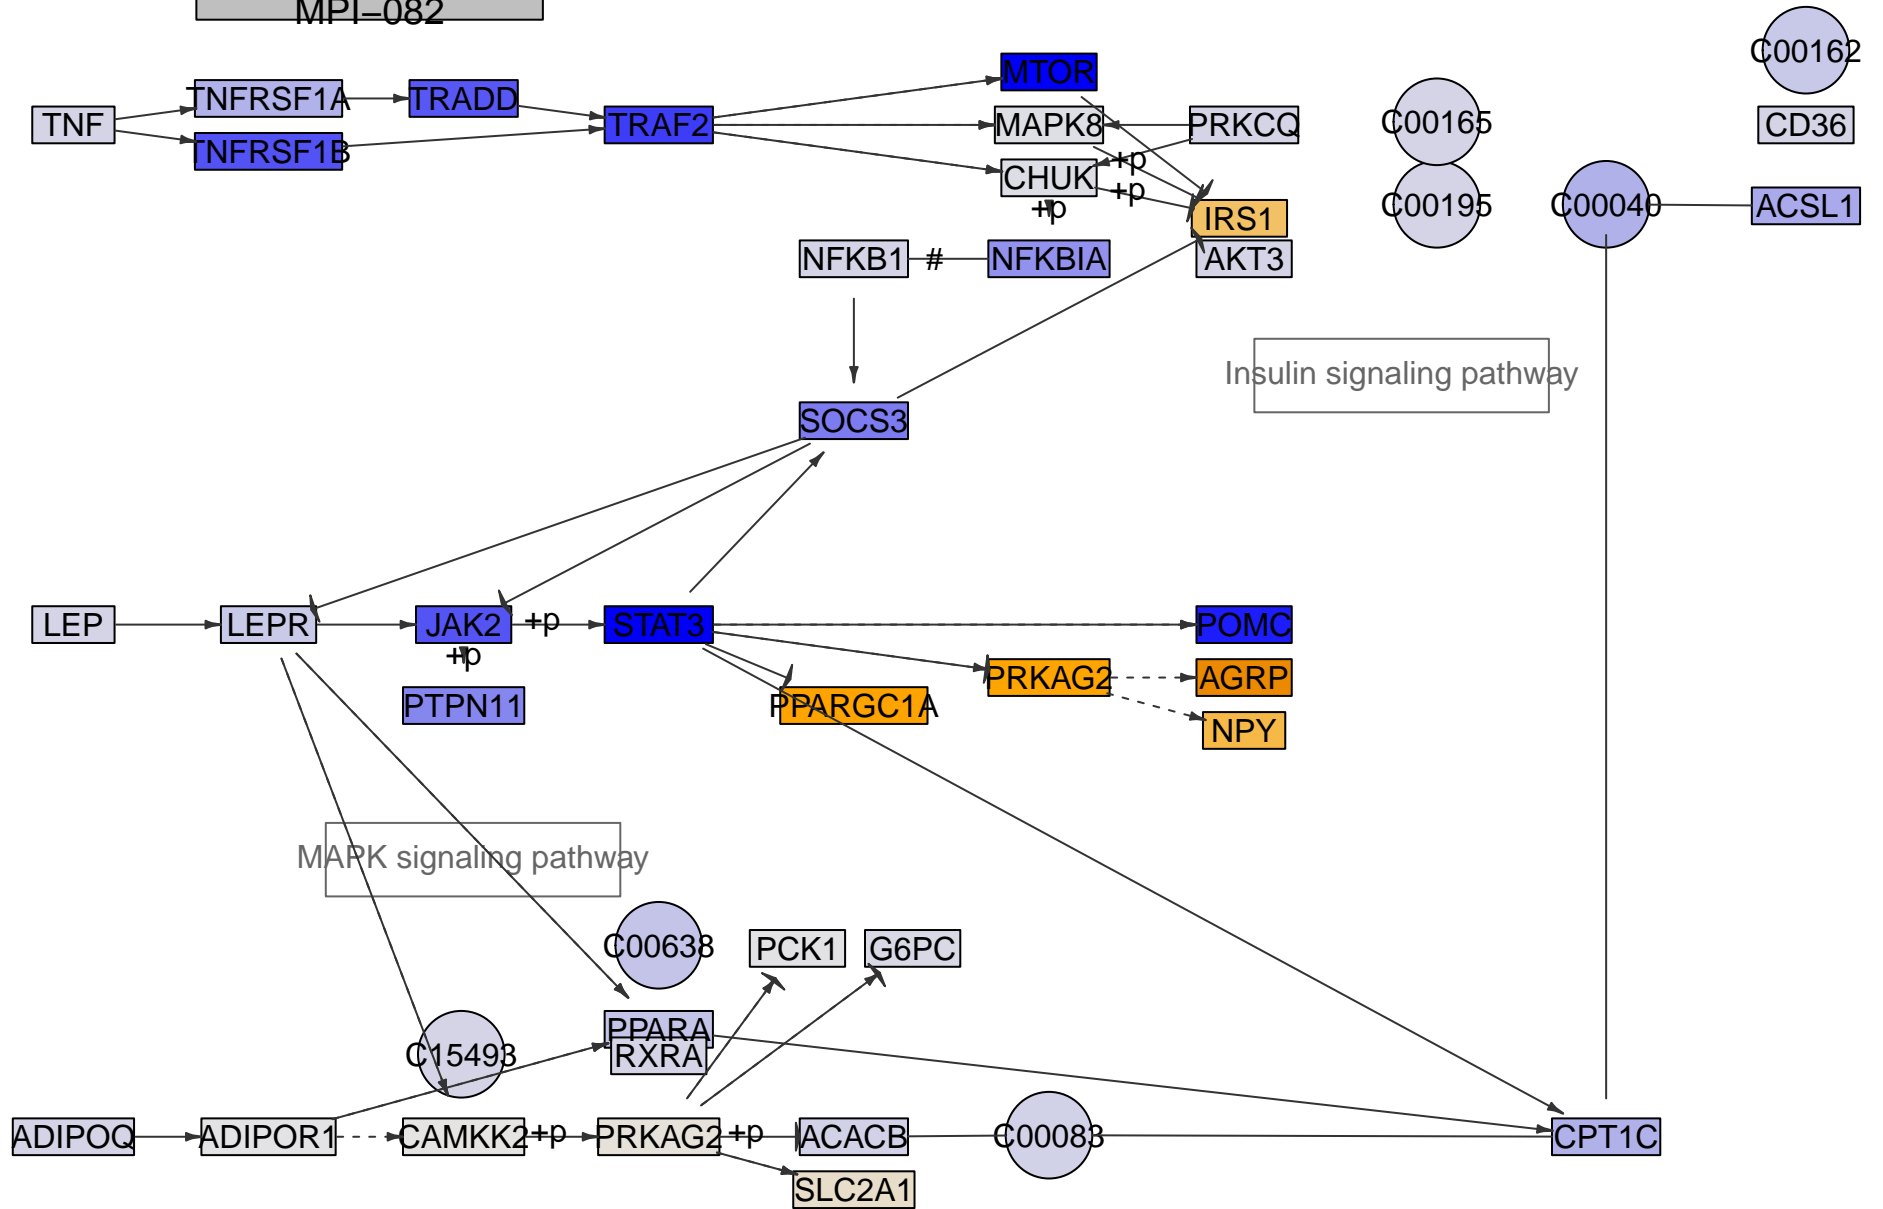 MPI–082
C00162
TNF
TNFRSF1A
TRADD
TNFRSF1B
TRAF2
MTOR
MAPK8
PRKCQ
CHUK
+p
+p
+p
IRS1
C00165
C00195
C00040
CD36
ACSL1
NFKB1
#
NFKBIA
AKT3
Insulin signaling pathway
SOCS3
LEP
LEPR
JAK2
+p
STAT3
POMC
+p
PTPN11
PPARGC1A
PRKAG2
AGRP
NPY
MAPK signaling pathway
C00638
PCK1
G6PC
C15493
PPARA
RXRA
ADIPOQ
ADIPOR1
CAMKK2
+p
PRKAG2
+p
ACACB
C00083
CPT1C
SLC2A1